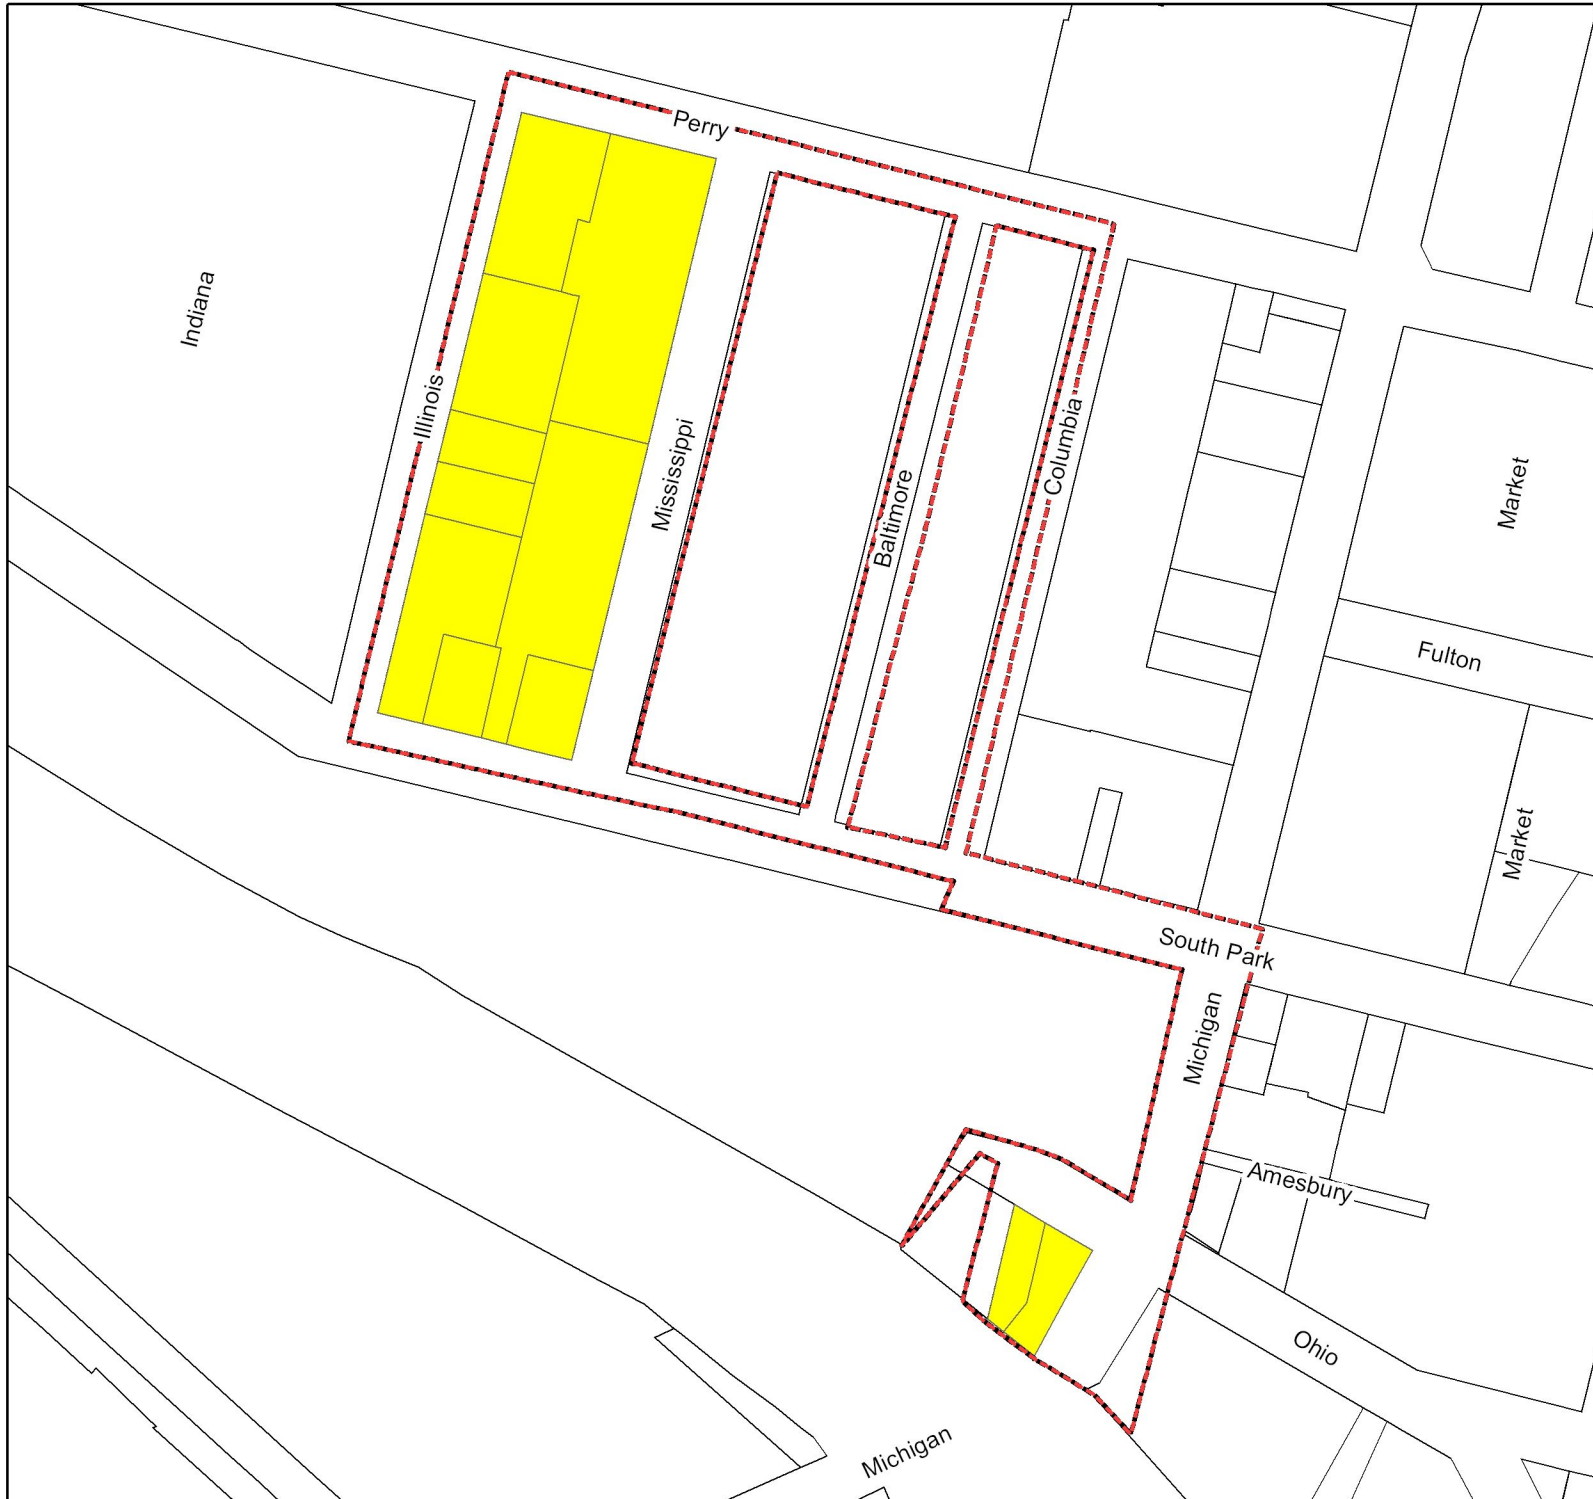 Perry
Indiana
Illinois
Mississippi
Baltimore
Columbia
Market
Fulton
Market
South Park
Michigan
Amesbury
Ohio
Michigan